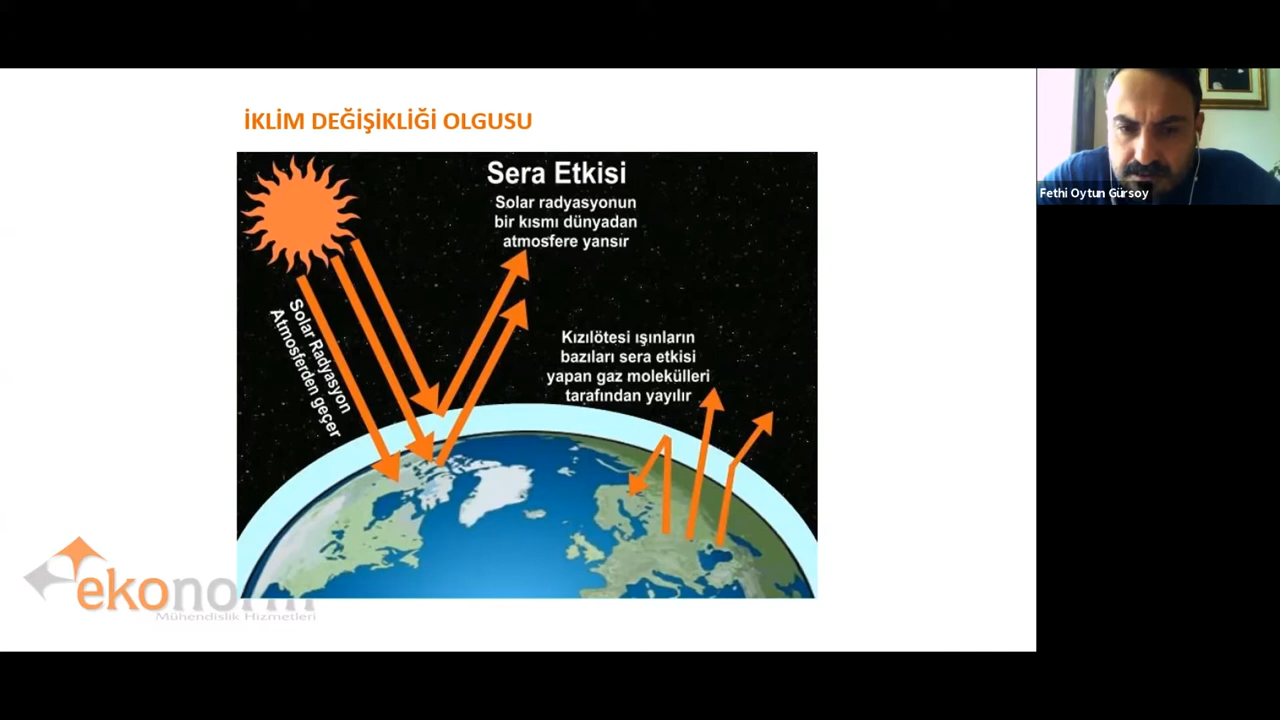 İKLİM DEĞİŞİKLİĞİ OLGUSU
Sera Etkisi
Solar radyasyonun
bir kısmı dünyadan
atmosfere yansır
Solar Radyasyon
Atmosferden geçer
Kızılötesi ışınların
bazıları sera etkisi
yapan gaz molekülleri
tarafından yayılır
ekonorm
Mühendislik Hizmetleri
Fethi Oytun Gürsoy